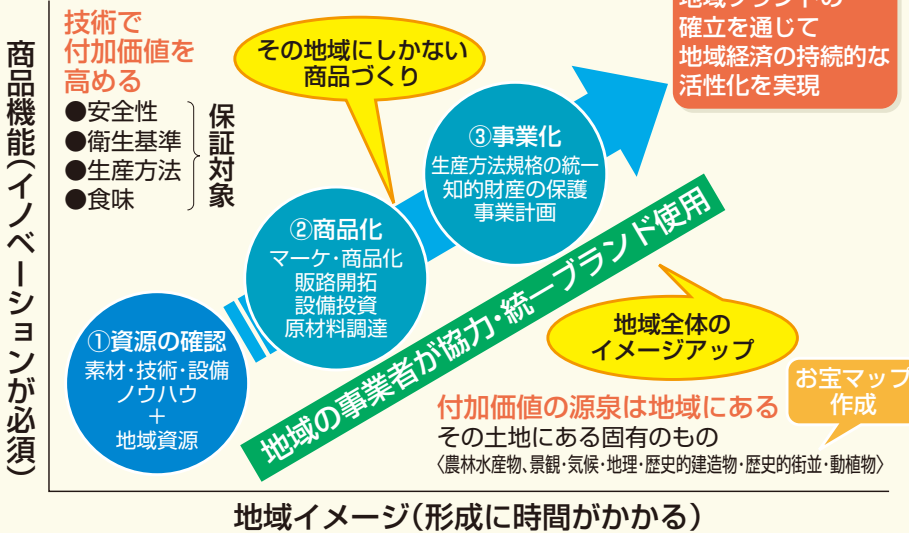 商品機能(イノベーションが必須)
技術で
付加価値を
高める
●安全性
●衛生基準
●生産方法
●食味
保証対象
その地域にしかない
商品づくり
地域ブランドの
確立を通じて
地域経済の持続的な
活性化を実現
③事業化
生産方法規格の統一
知的財産の保護
事業計画
②商品化
マーケ・商品化
販路開拓
設備投資
原材料調達
①資源の確認
素材・技術・設備
ノウハウ
+
地域資源
地域の事業者が協力・統一ブランド使用
地域全体の
イメージアップ
お宝マップ
作成
付加価値の源泉は地域にある
その土地にある固有のもの
〈農林水産物、景観・気候・地理・歴史的建造物・歴史的街並・動植物〉
地域イメージ(形成に時間がかかる)